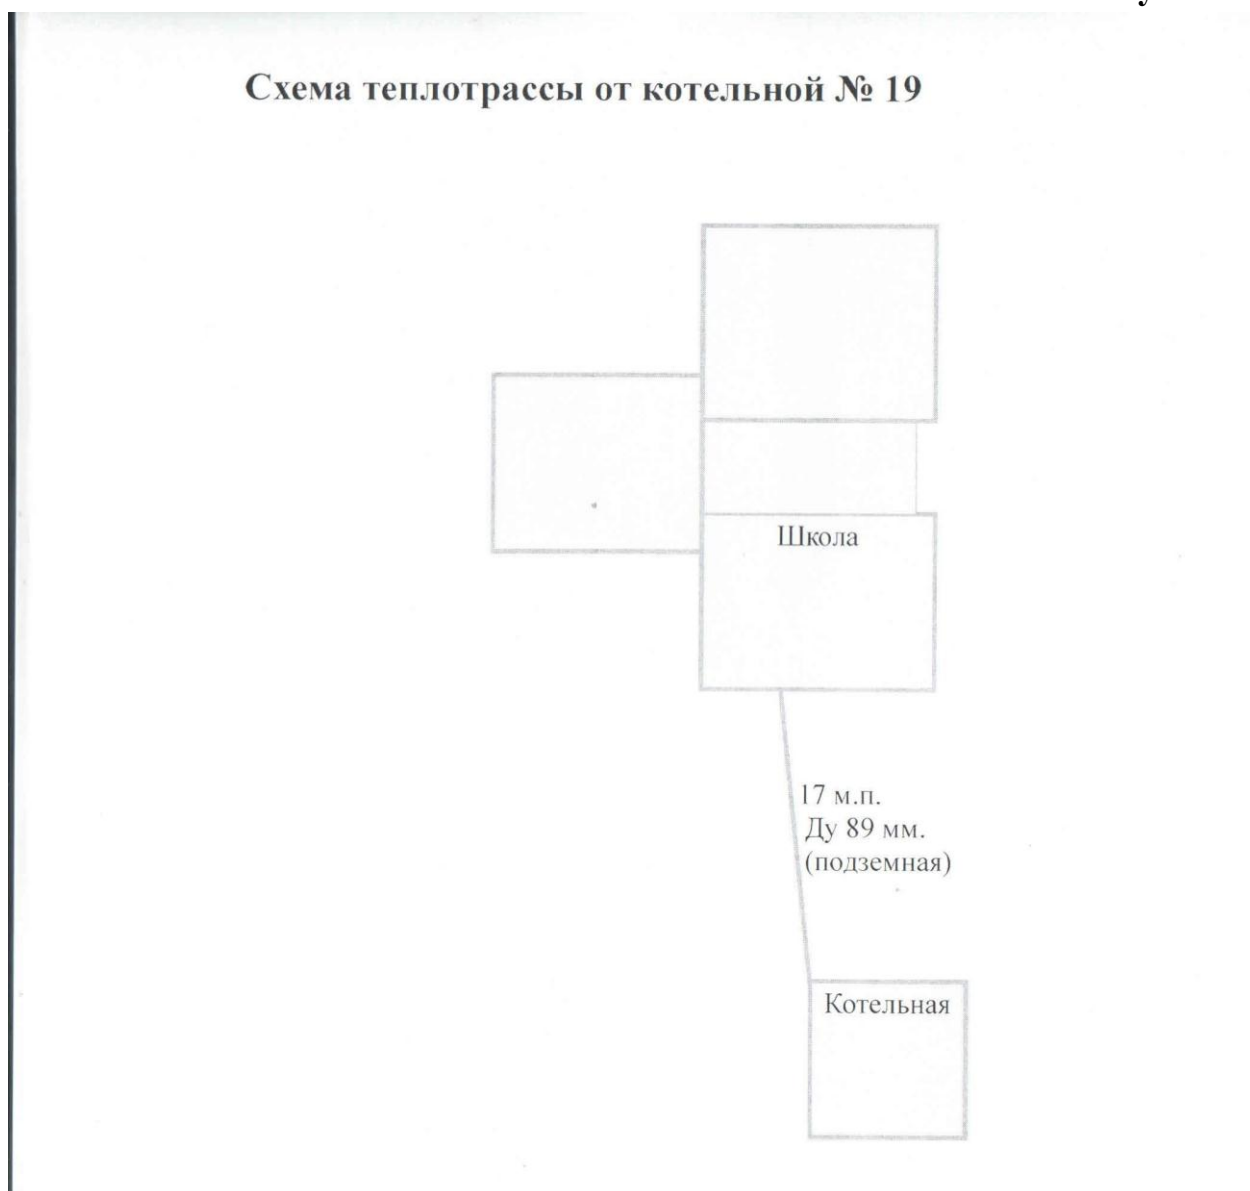 Схема теплотрассы от котельной № 19
Школа
17 м.п.
Ду 89 мм.
(подземная)
Котельная